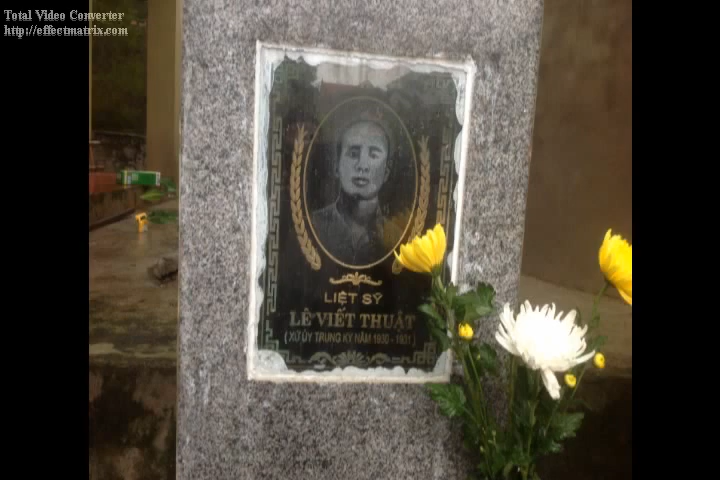 Total Video Converter
http://effectmatrix.com
LIỆT SỸ
LÊ VIẾT THUẬT
(XỨ ỦY TRUNG KỲ NĂM 1930 - 1931)